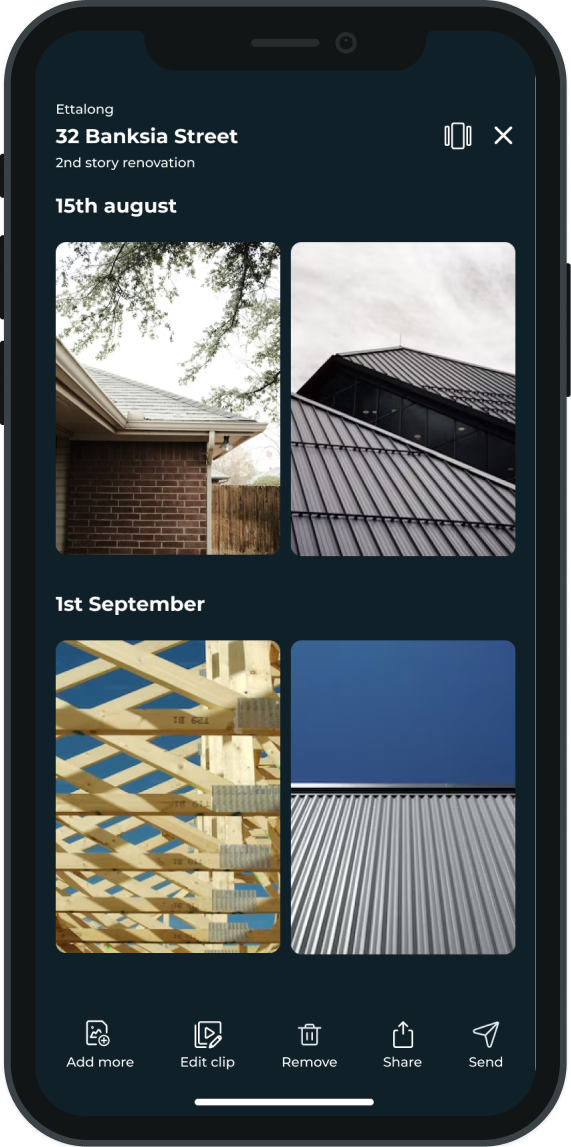 Ettalong
32 Banksia Street
2nd story renovation
15th august
1st September
Add more
Edit clip
Remove
Share
Send